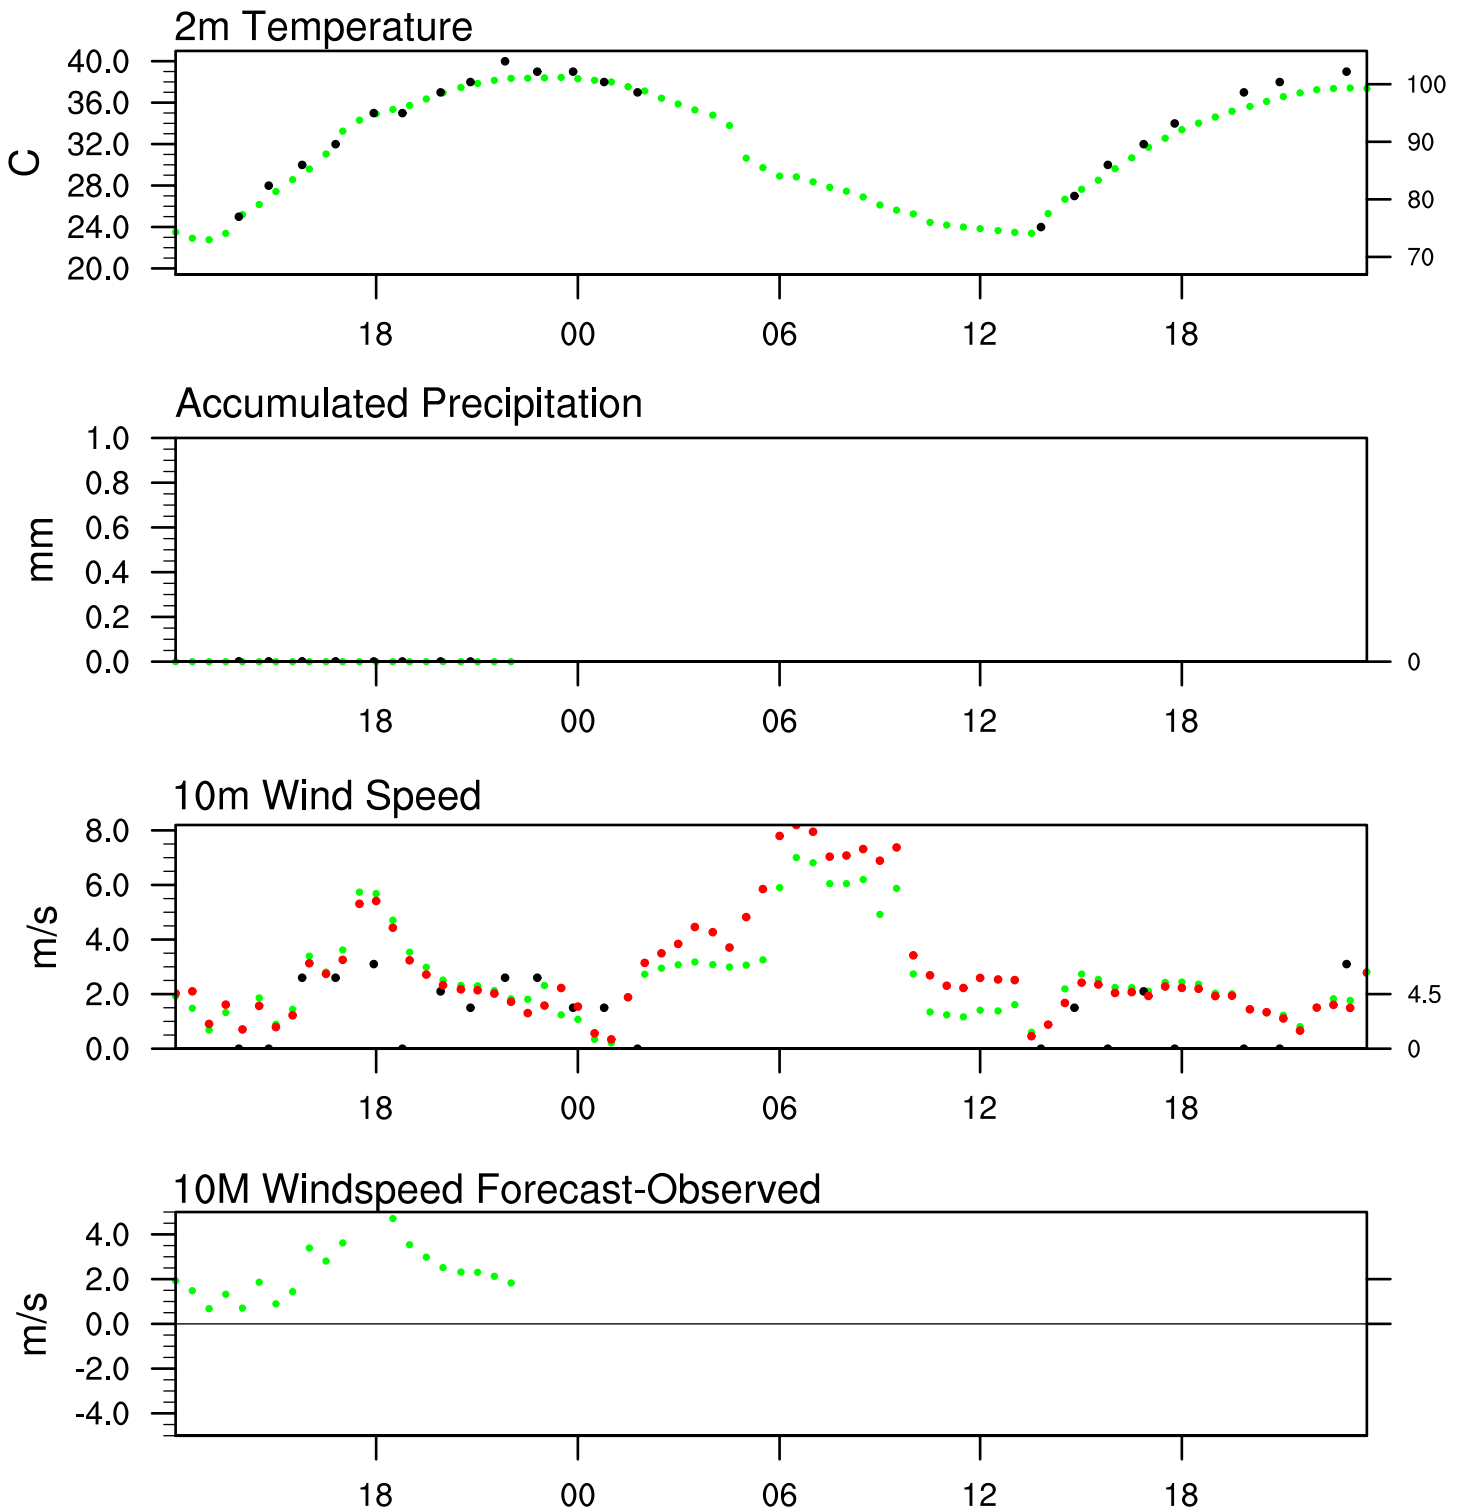 2m Temperature
40.0
36.0
32.0
28.0
24.0
20.0
C
100
90
80
70
18 00 06 12 18
Accumulated Precipitation
1.0
0.8
0.6
0.4
0.2
0.0
mm
0
18 00 06 12 18
10m Wind Speed
8.0
6.0
4.0
2.0
0.0
m/s
4.5
0
18 00 06 12 18
10M Windspeed Forecast-Observed
4.0
2.0
0.0
-2.0
-4.0
m/s
18 00 06 12 18